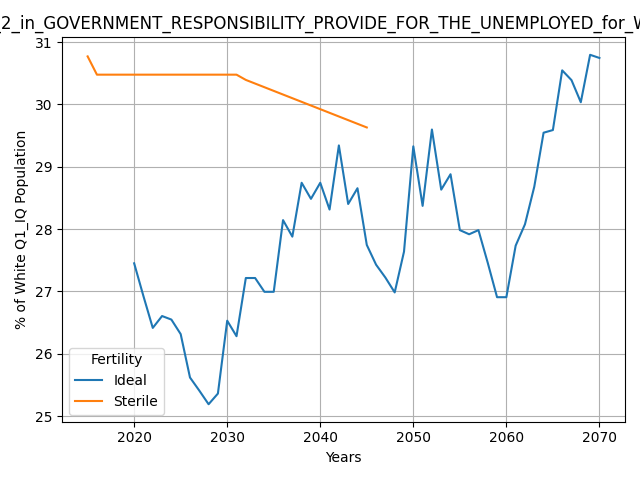 _2_in_GOVERNMENT_RESPONSIBILITY_PROVIDE_FOR_THE_UNEMPLOYED_for_W
31
30
29
28
27
26
25
% of White Q1_IQ Population
Fertility
Ideal
Sterile
2020 2030 2040 2050 2060 2070
Years